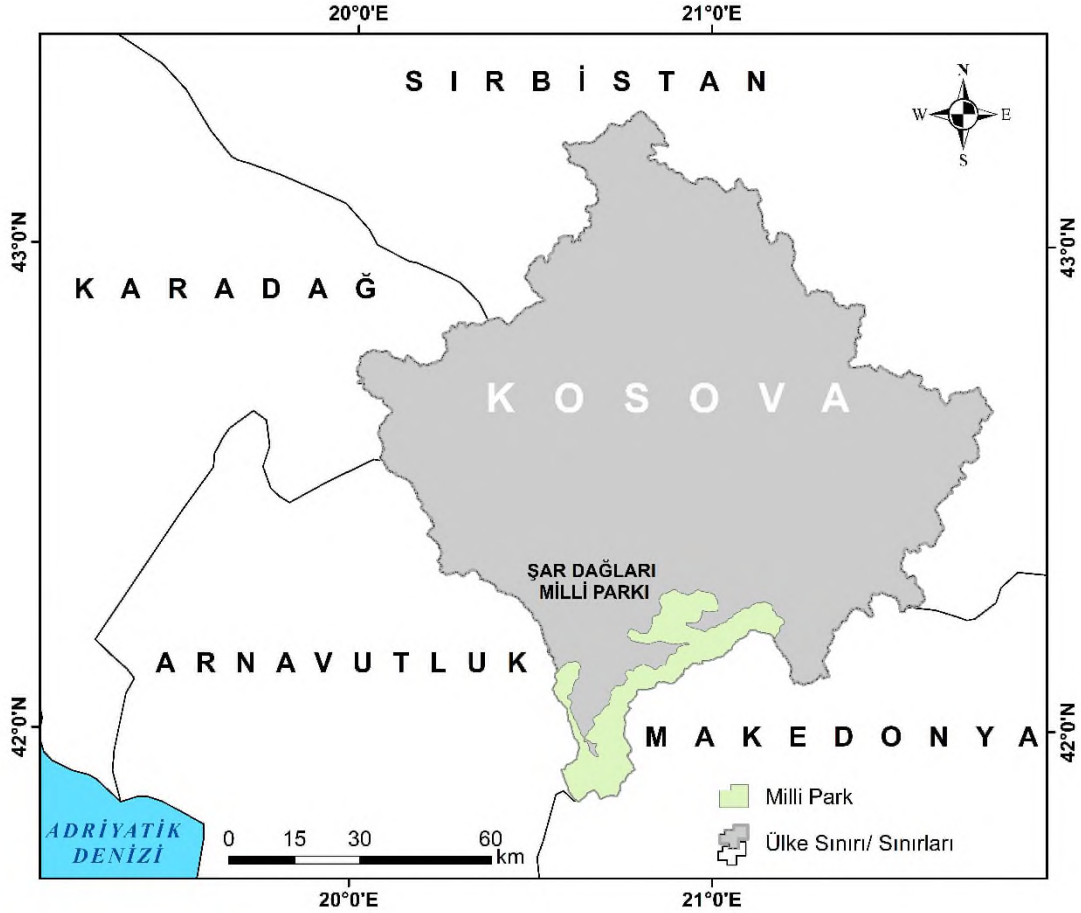 20°0'E 21°0'E
S I R B İ S T A N
N
W E
S
43°0'N 43°0'N
K A R A D A Ğ
K O S O V A
ŞAR DAĞLARI
MİLLİ PARKI
A R N A V U T L U K
42°0'N 42°0'N
M A K E D O N Y A
Milli Park
ADRİYATİK
DENİZİ
0 15 30 60
km
Ülke Sınırı/ Sınırları
20°0'E 21°0'E